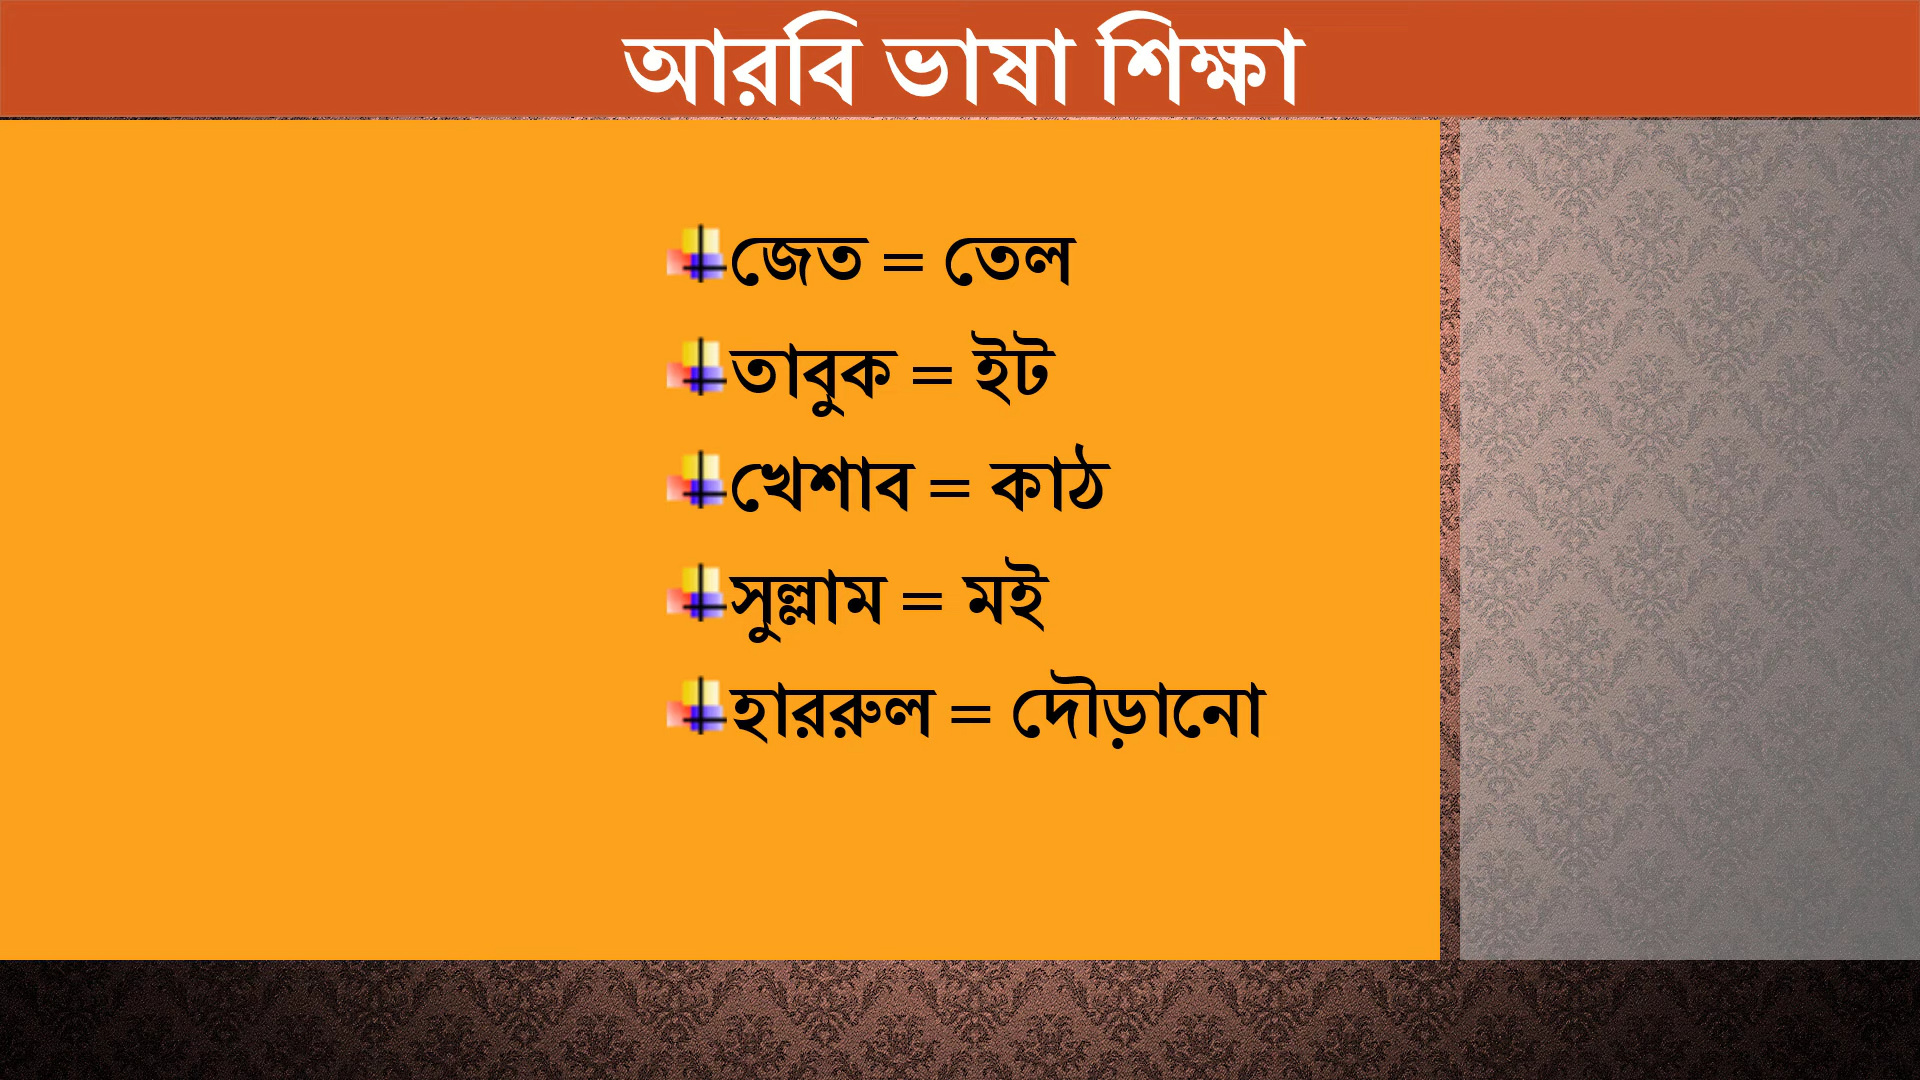 আরবি ভাষা শিক্ষা
জেত = তেল
তাবুক = ইট
খেশাব = কাঠ
সুল্লাম = মই
হাররুল = দৌড়ানো